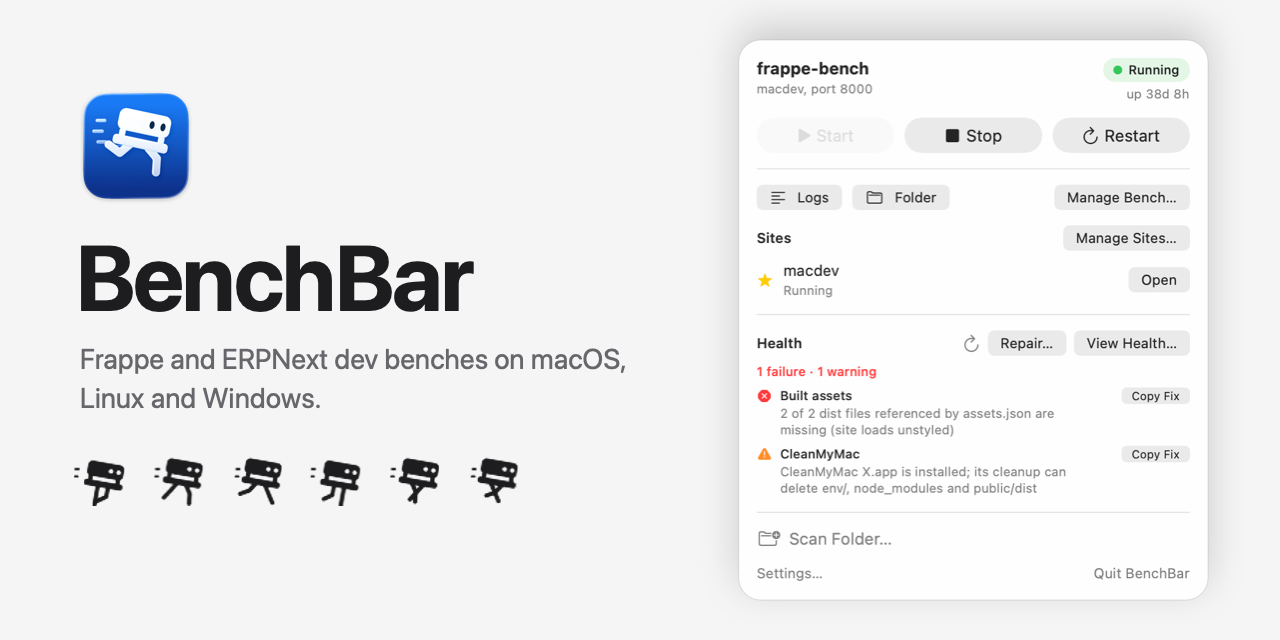 BenchBar
Frappe and ERPNext dev benches on macOS,
Linux and Windows.
frappe-bench
Running
macdev, port 8000
up 38d 8h
Start
Stop
Restart
Logs
Folder
Manage Bench...
Sites
Manage Sites...
macdev
Running
Open
Health
Repair...
View Health...
1 failure · 1 warning
Built assets
Copy Fix
2 of 2 dist files referenced by assets.json are
missing (site loads unstyled)
CleanMyMac
Copy Fix
CleanMyMac X.app is installed; its cleanup can
delete env/, node_modules and public/dist
Scan Folder...
Settings...
Quit BenchBar